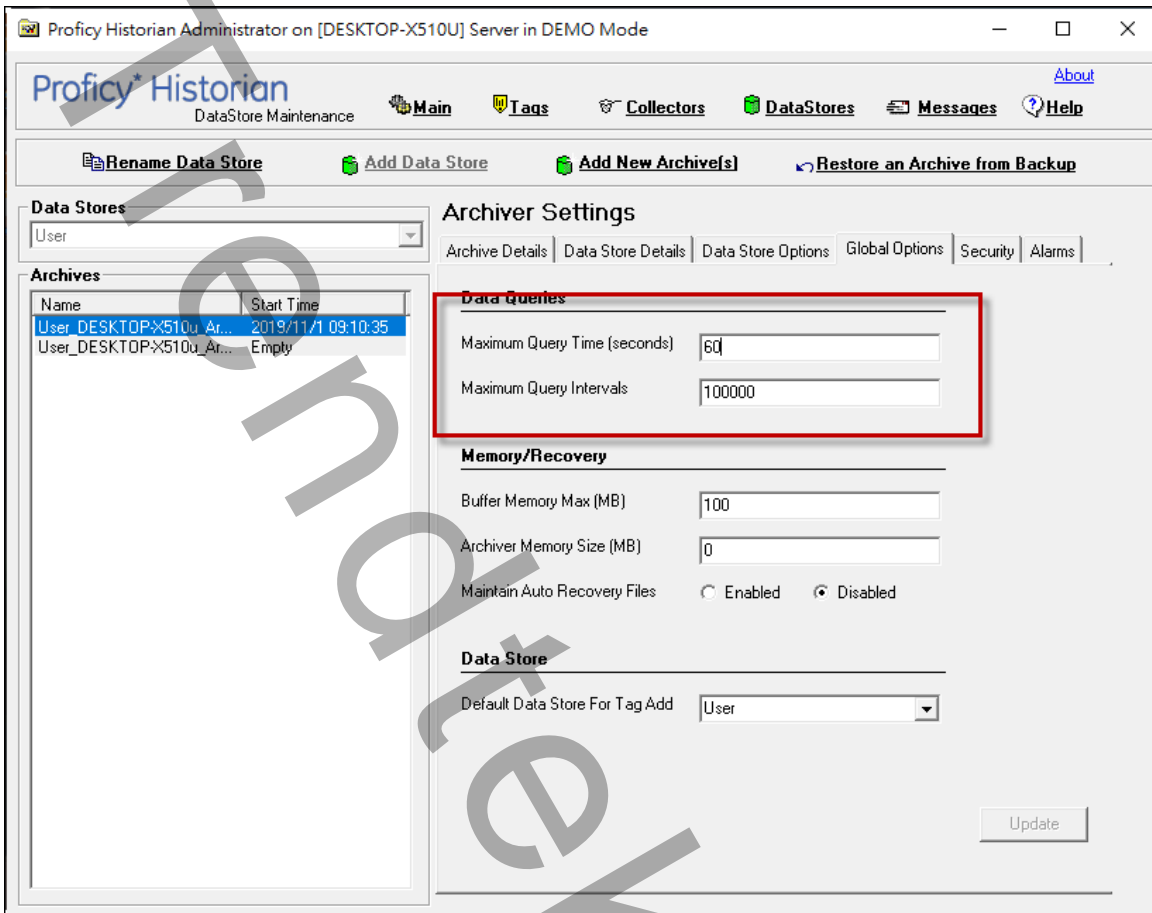 Proficy Historian Administrator on [DESKTOP-X510U] Server in DEMO Mode
About
Proficy* Historian
DataStore Maintenance
Main Tags Collectors DataStores Messages Help
Rename Data Store Add Data Store Add New Archive(s) Restore an Archive from Backup
Data Stores
User
Archives
Name Start Time
User_DESKTOP-X510u_Ar... 2019/11/1 09:10:35
User_DESKTOP-X510u_Ar... Empty
Archiver Settings
Archive Details Data Store Details Data Store Options Global Options Security Alarms
Data Queries
Maximum Query Time (seconds) 60
Maximum Query Intervals 100000
Memory/Recovery
Buffer Memory Max (MB) 100
Archiver Memory Size (MB) 0
Maintain Auto Recovery Files Enabled Disabled
Data Store
Default Data Store For Tag Add User
Update
Trendtek